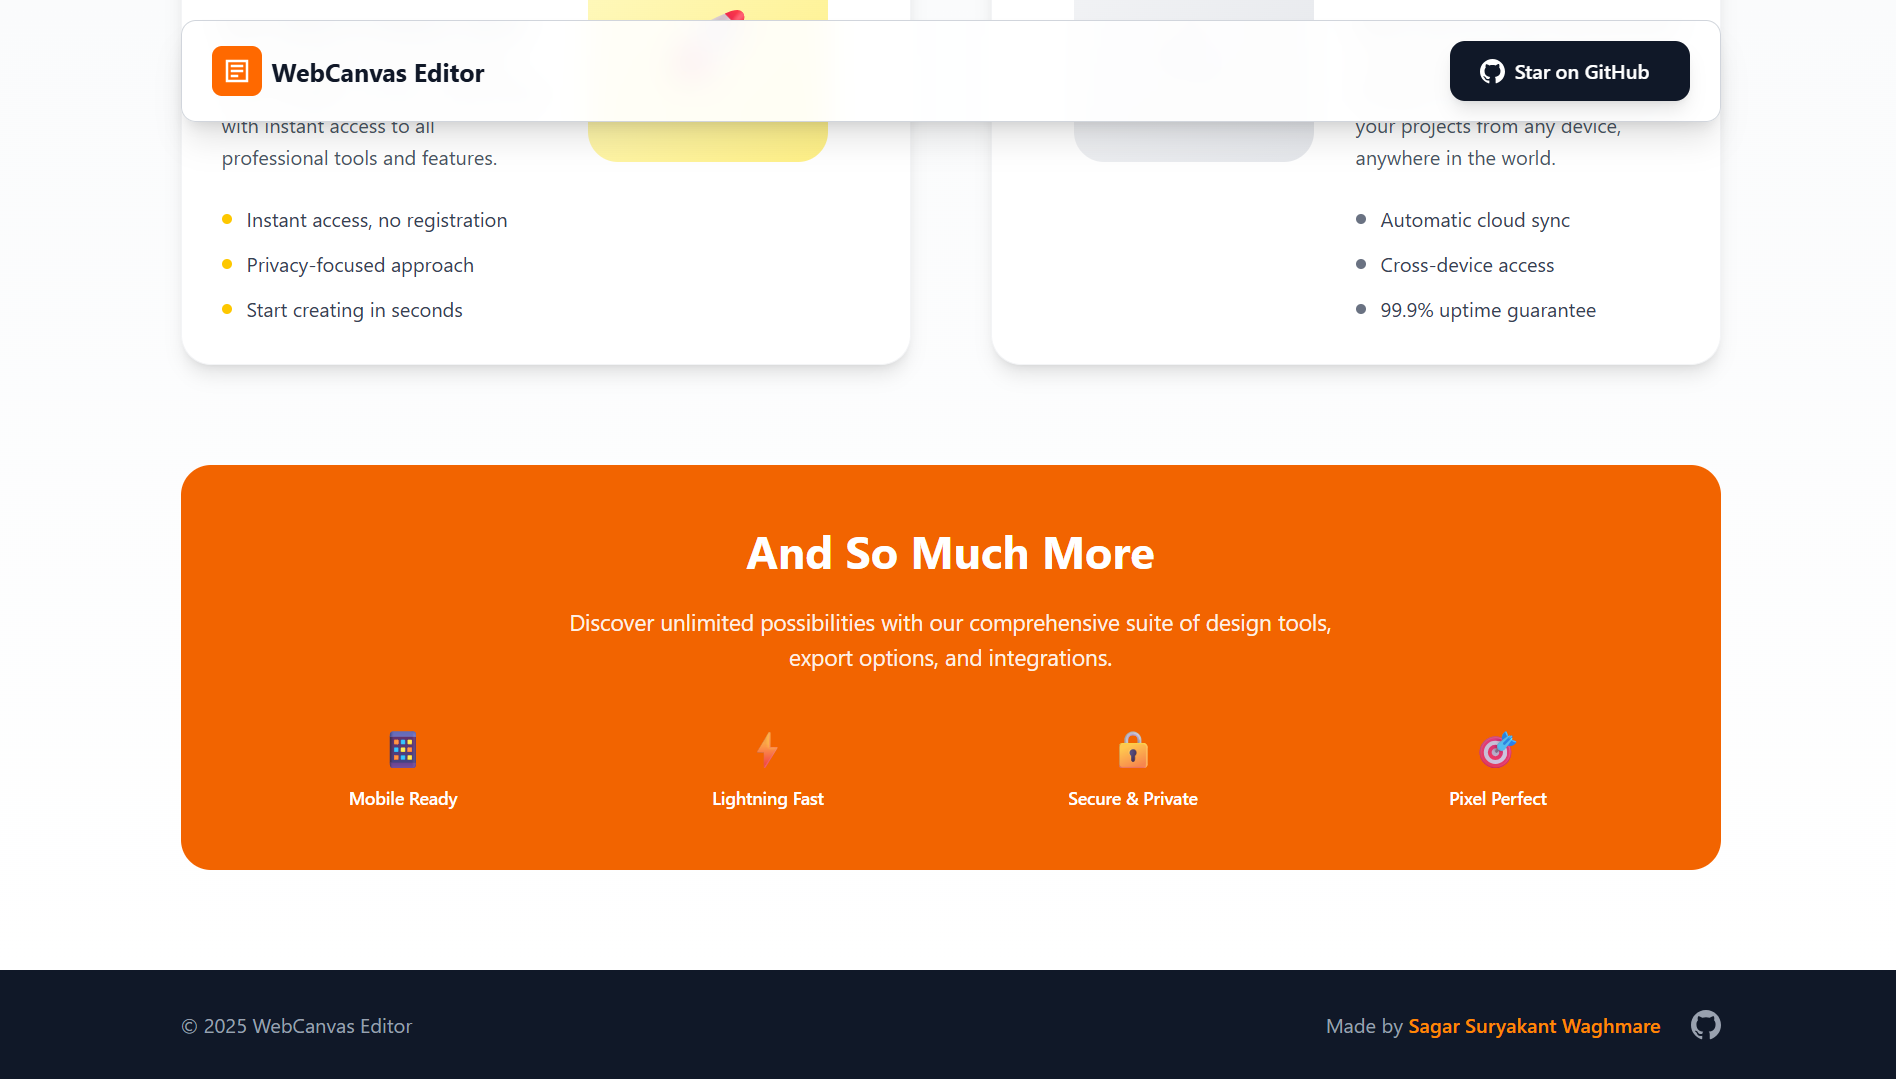 WebCanvas Editor
Star on GitHub
with instant access to all
professional tools and features.
Instant access, no registration
Privacy-focused approach
Start creating in seconds
your projects from any device,
anywhere in the world.
Automatic cloud sync
Cross-device access
99.9% uptime guarantee
And So Much More
Discover unlimited possibilities with our comprehensive suite of design tools,
export options, and integrations.
Mobile Ready
Lightning Fast
Secure & Private
Pixel Perfect
© 2025 WebCanvas Editor
Made by Sagar Suryakant Waghmare